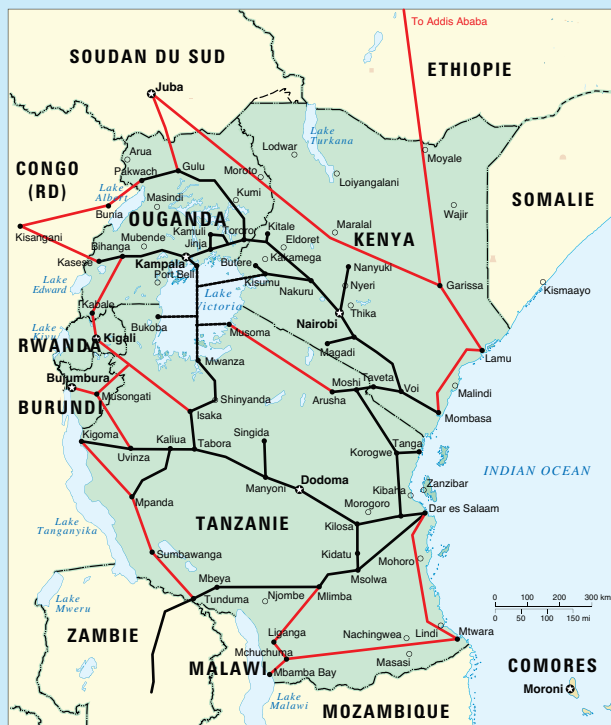 To Addis Ababa
SOUDAN DU SUD
ETHIOPIE
Juba
Lake
Turkana
Arua
Lodwar
Moyale
CONGO
(RD)
Pakwach
Gulu
Moroto
Loiyangalani
SOMALIE
Lake
Albert
Masindi
Kumi
Wajir
Bunia
OUGANDA
Kisangani
Kamuli
Kitale
Maralal
Mubende
Jinja
Tororo
Eldoret
KENYA
Bihanga
Kakamega
Kasese
Kampala
Butere
Nanyuki
Port Bell
Kisumu
Nakuru
Nyeri
Garissa
Kismaayo
Lake
Edward
Lake
Victoria
Kabale
Thika
Bukoba
Musoma
Nairobi
Lake
Kivu
RWANDA
Kigali
Magadi
Lamu
Mwanza
Bujumbura
Moshi
Taveta
Voi
Malindi
BURUNDI
Musongati
Shinyanda
Arusha
Isaka
Mombasa
Kigoma
Kaliua
Singida
Tanga
Uvinza
Tabora
Korogwe
INDIAN OCEAN
Dodoma
Manyoni
Kibaha
Zanzibar
Mpanda
Morogoro
Dar es Salaam
TANZANIE
Kilosa
Lake
Tanganyika
Sumbawanga
Kidatu
Mohoro
Mbeya
Msolwa
Lake
Mweru
Tunduma
Njombe
Mlimba
0 100 200 300 km
0 50 100 150 mi
ZAMBIE
Liganga
Nachingwea
Lindi
Mtwara
Mchuchuma
Masasi
MALAWI
Mbamba Bay
COMORES
Moroni
Lake
Malawi
MOZAMBIQUE